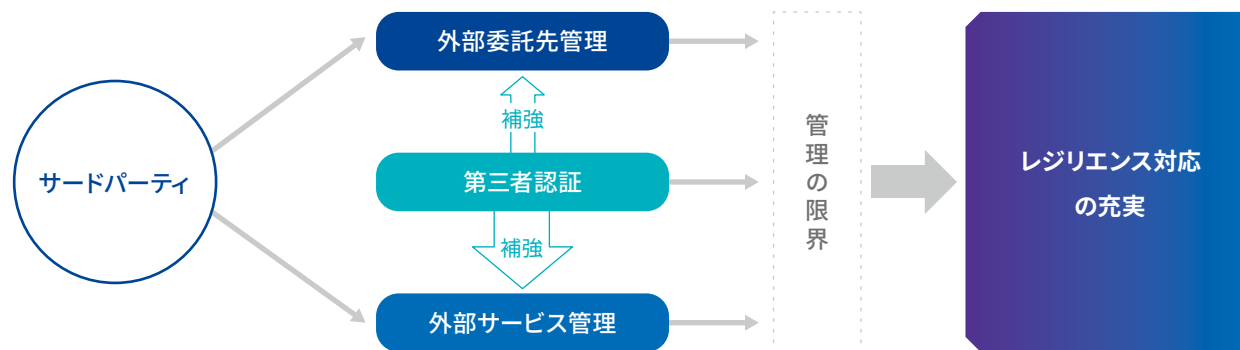 サードパーティ
外部委託先管理
補強
第三者認証
補強
外部サービス管理
管理の限界
レジリエンス対応
の充実